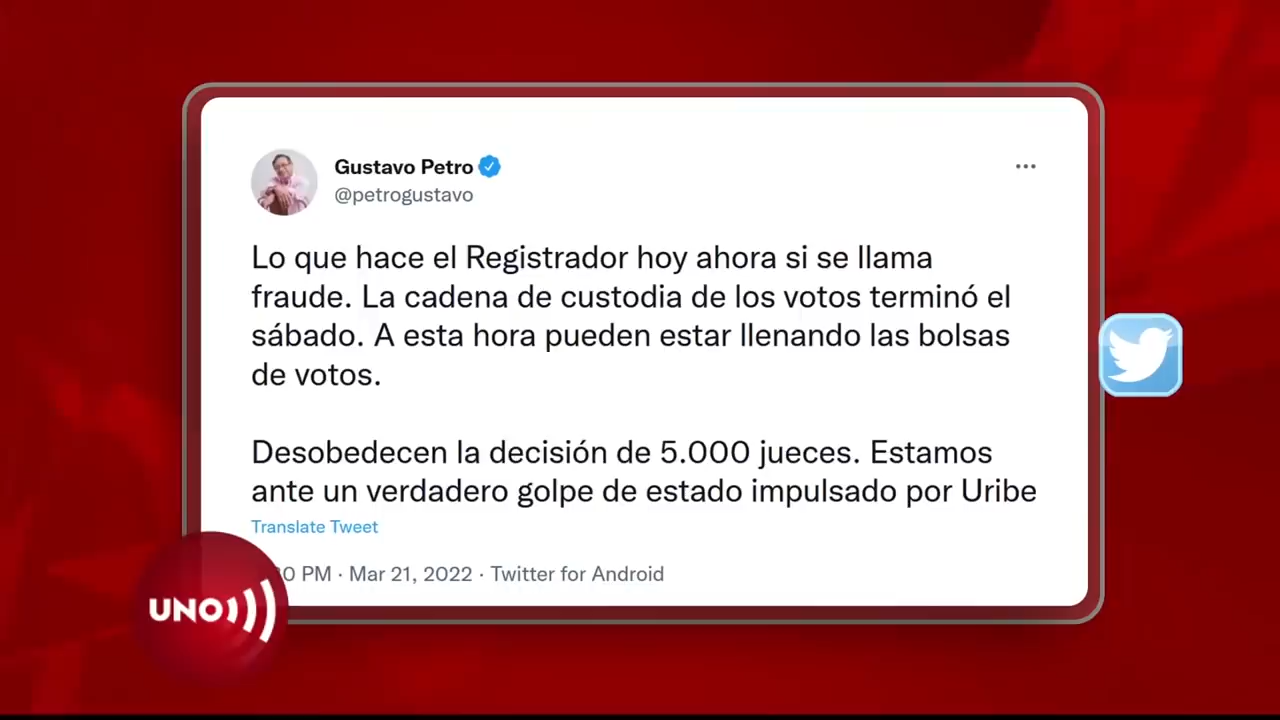 Gustavo Petro
@petrogustavo
Lo que hace el Registrador hoy ahora si se llama
fraude. La cadena de custodia de los votos terminó el
sábado. A esta hora pueden estar llenando las bolsas
de votos.
Desobedecen la decisión de 5.000 jueces. Estamos
ante un verdadero golpe de estado impulsado por Uribe
Translate Tweet
0 PM · Mar 21, 2022 · Twitter for Android
UNO